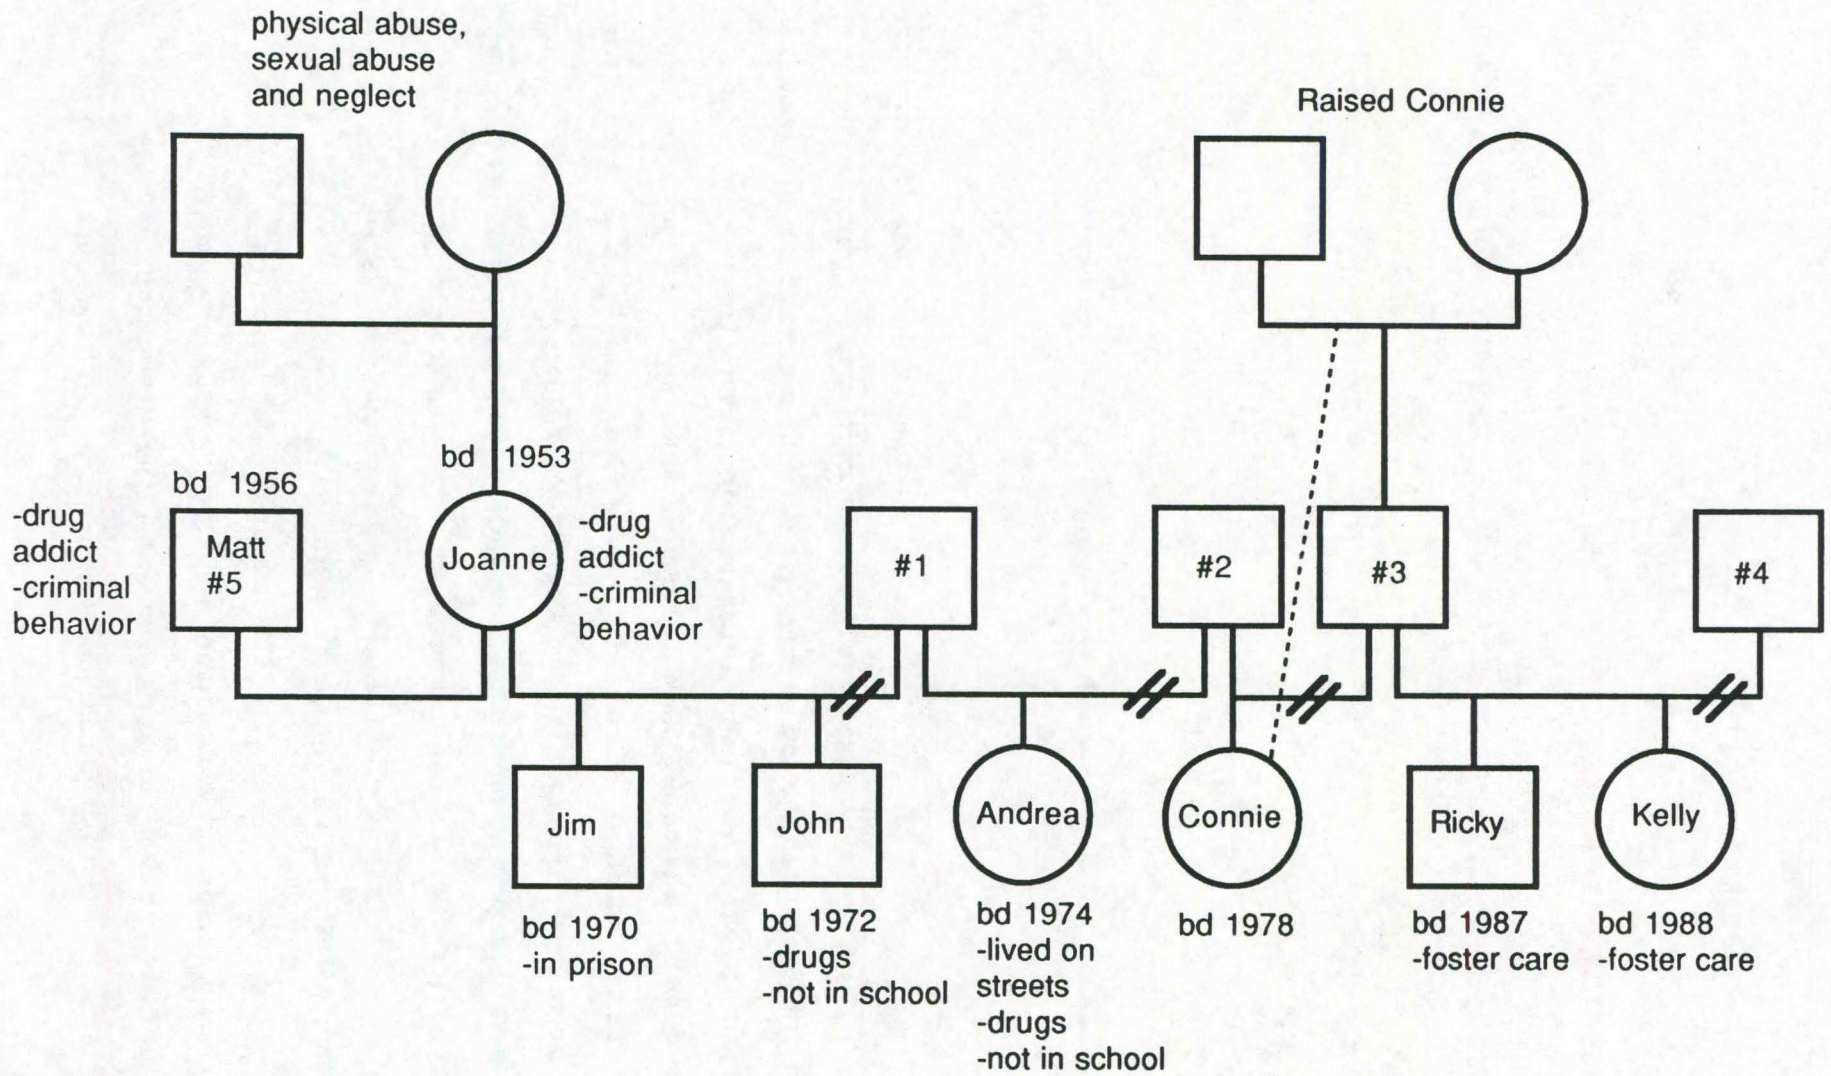 physical abuse,
sexual abuse
and neglect
Raised Connie
bd 1956
-drug
addict
-criminal
behavior
Matt
#5
bd 1953
Joanne
-drug
addict
-criminal
behavior
#1
#2
#3
#4
Jim
bd 1970
-in prison
John
bd 1972
-drugs
-not in school
Andrea
bd 1974
-lived on
streets
-drugs
-not in school
Connie
bd 1978
Ricky
bd 1987
-foster care
Kelly
bd 1988
-foster care